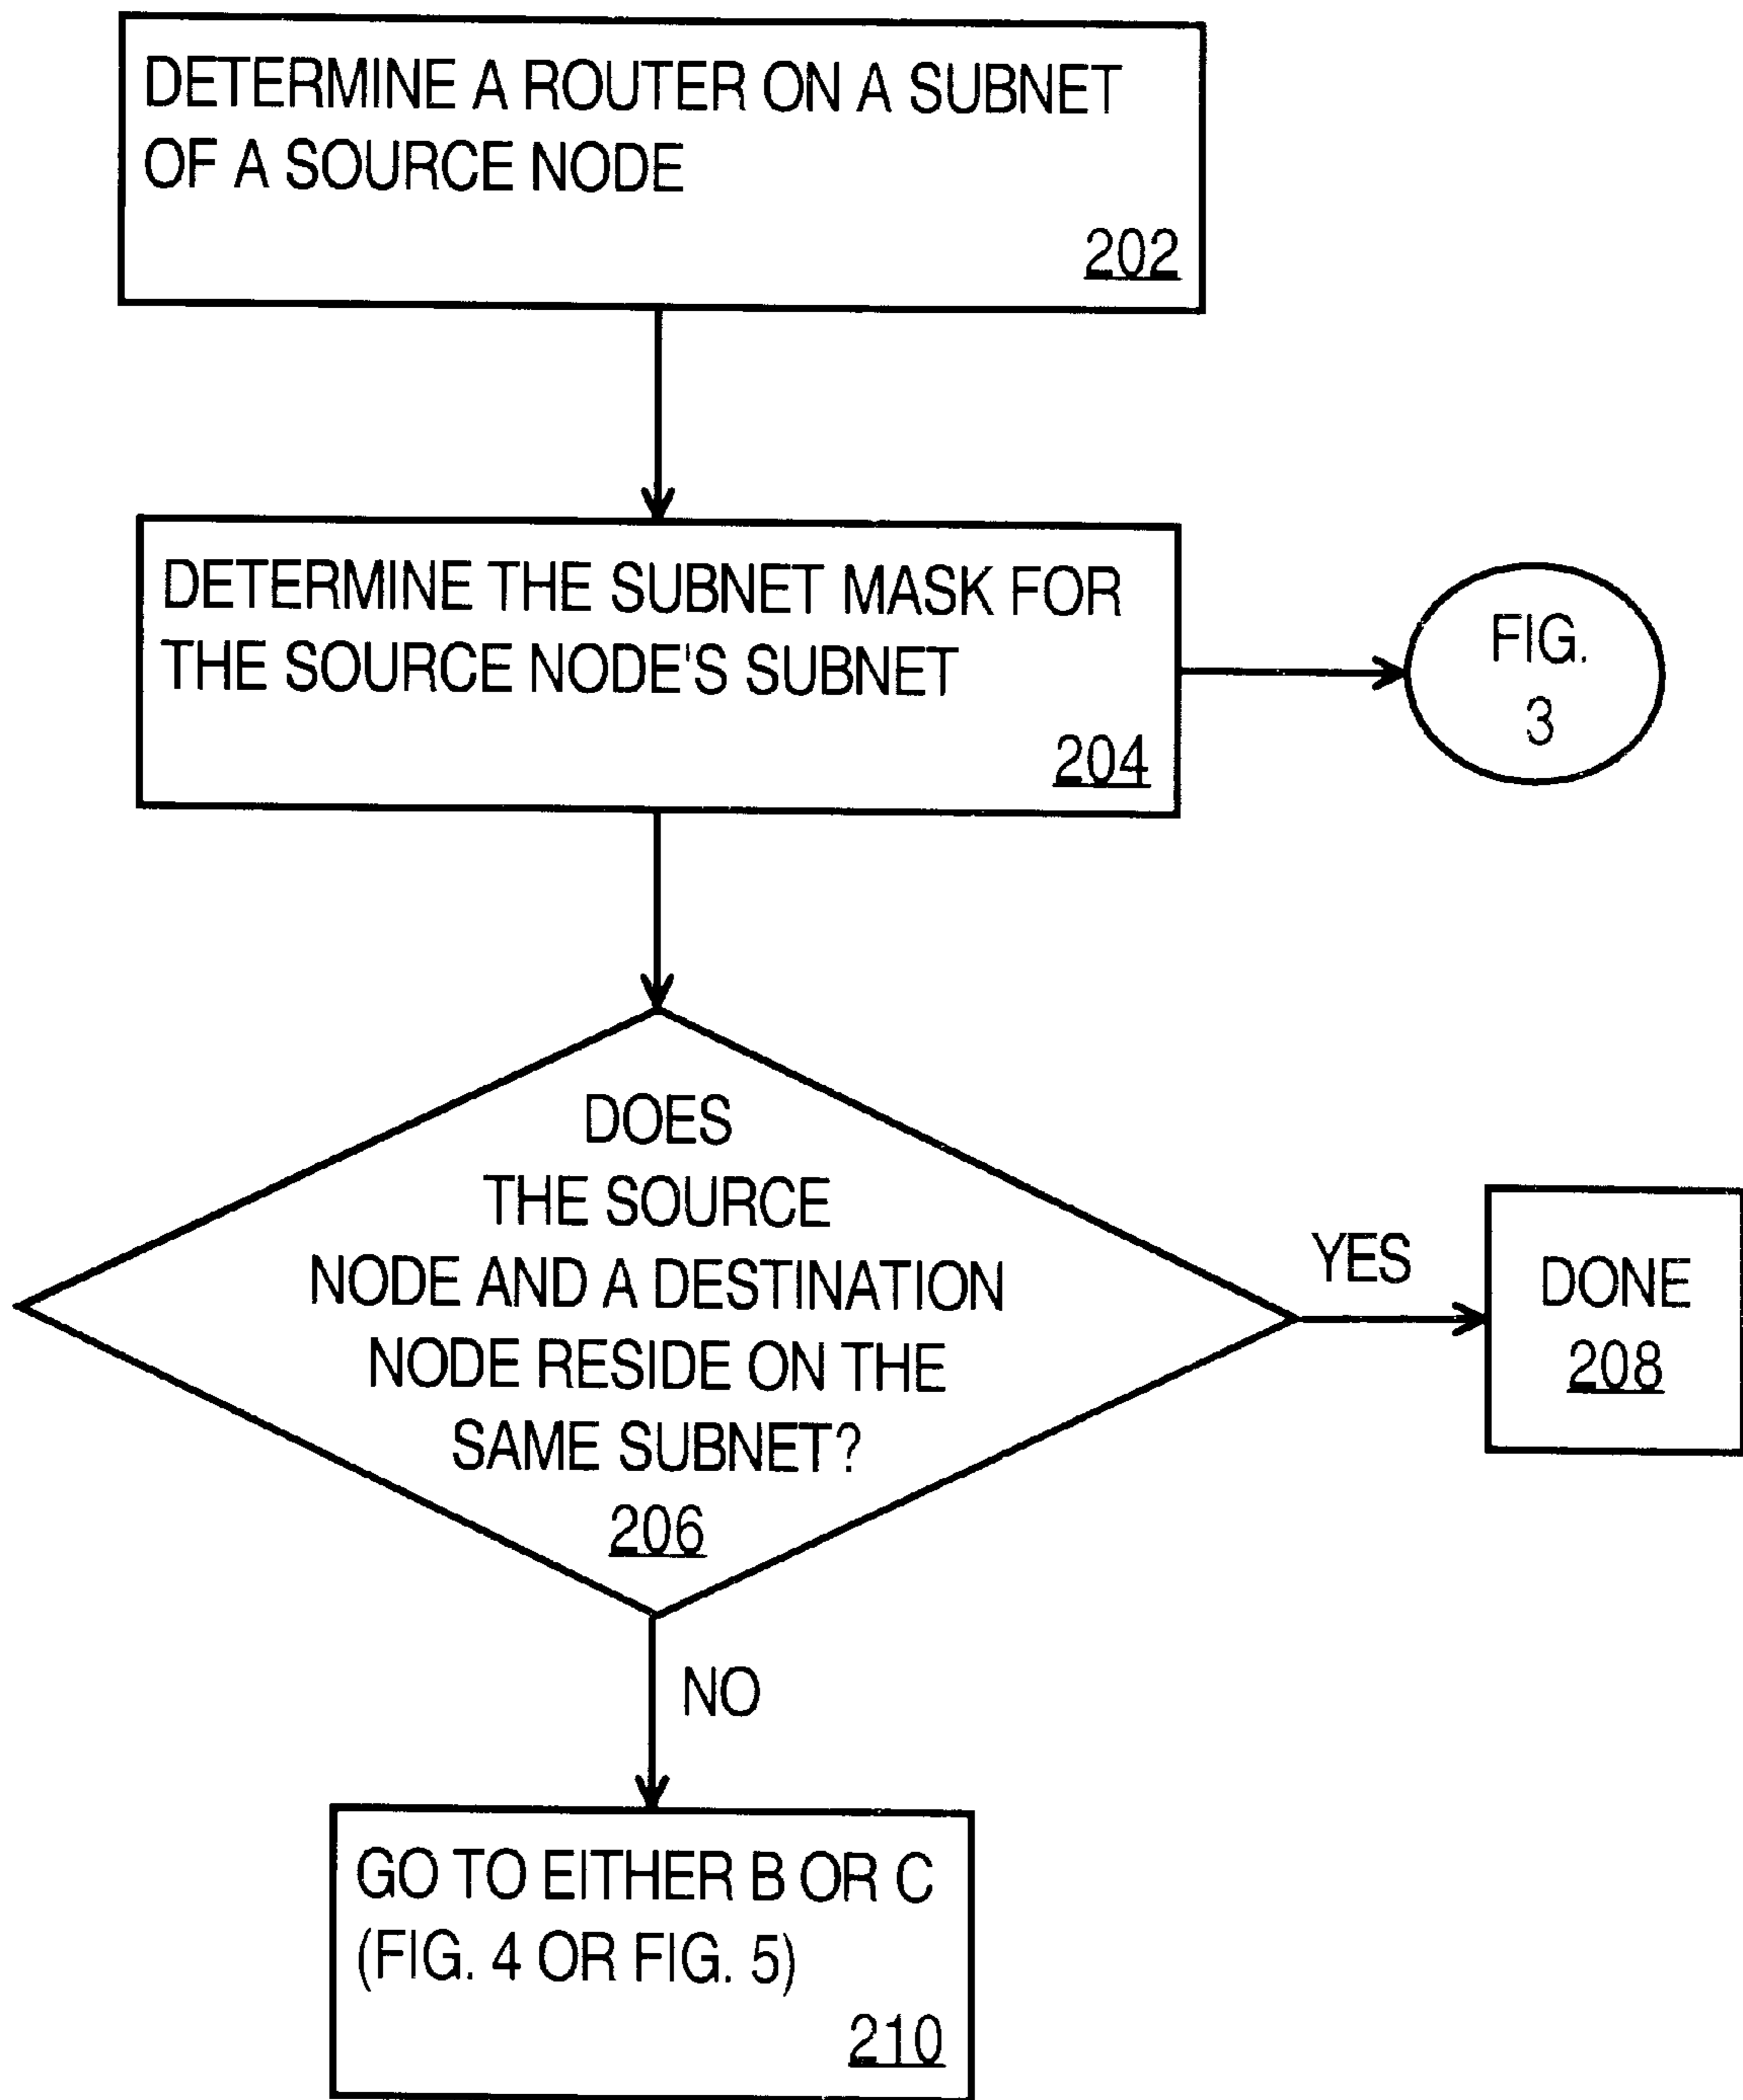 DETERMINE A ROUTER ON A SUBNET
OF A SOURCE NODE
202
DETERMINE THE SUBNET MASK FOR
THE SOURCE NODE'S SUBNET
204
FIG.
3
DOES
THE SOURCE
NODE AND A DESTINATION
NODE RESIDE ON THE
SAME SUBNET?
206
YES
DONE
208
NO
GO TO EITHER B OR C
(FIG. 4 OR FIG. 5)
210